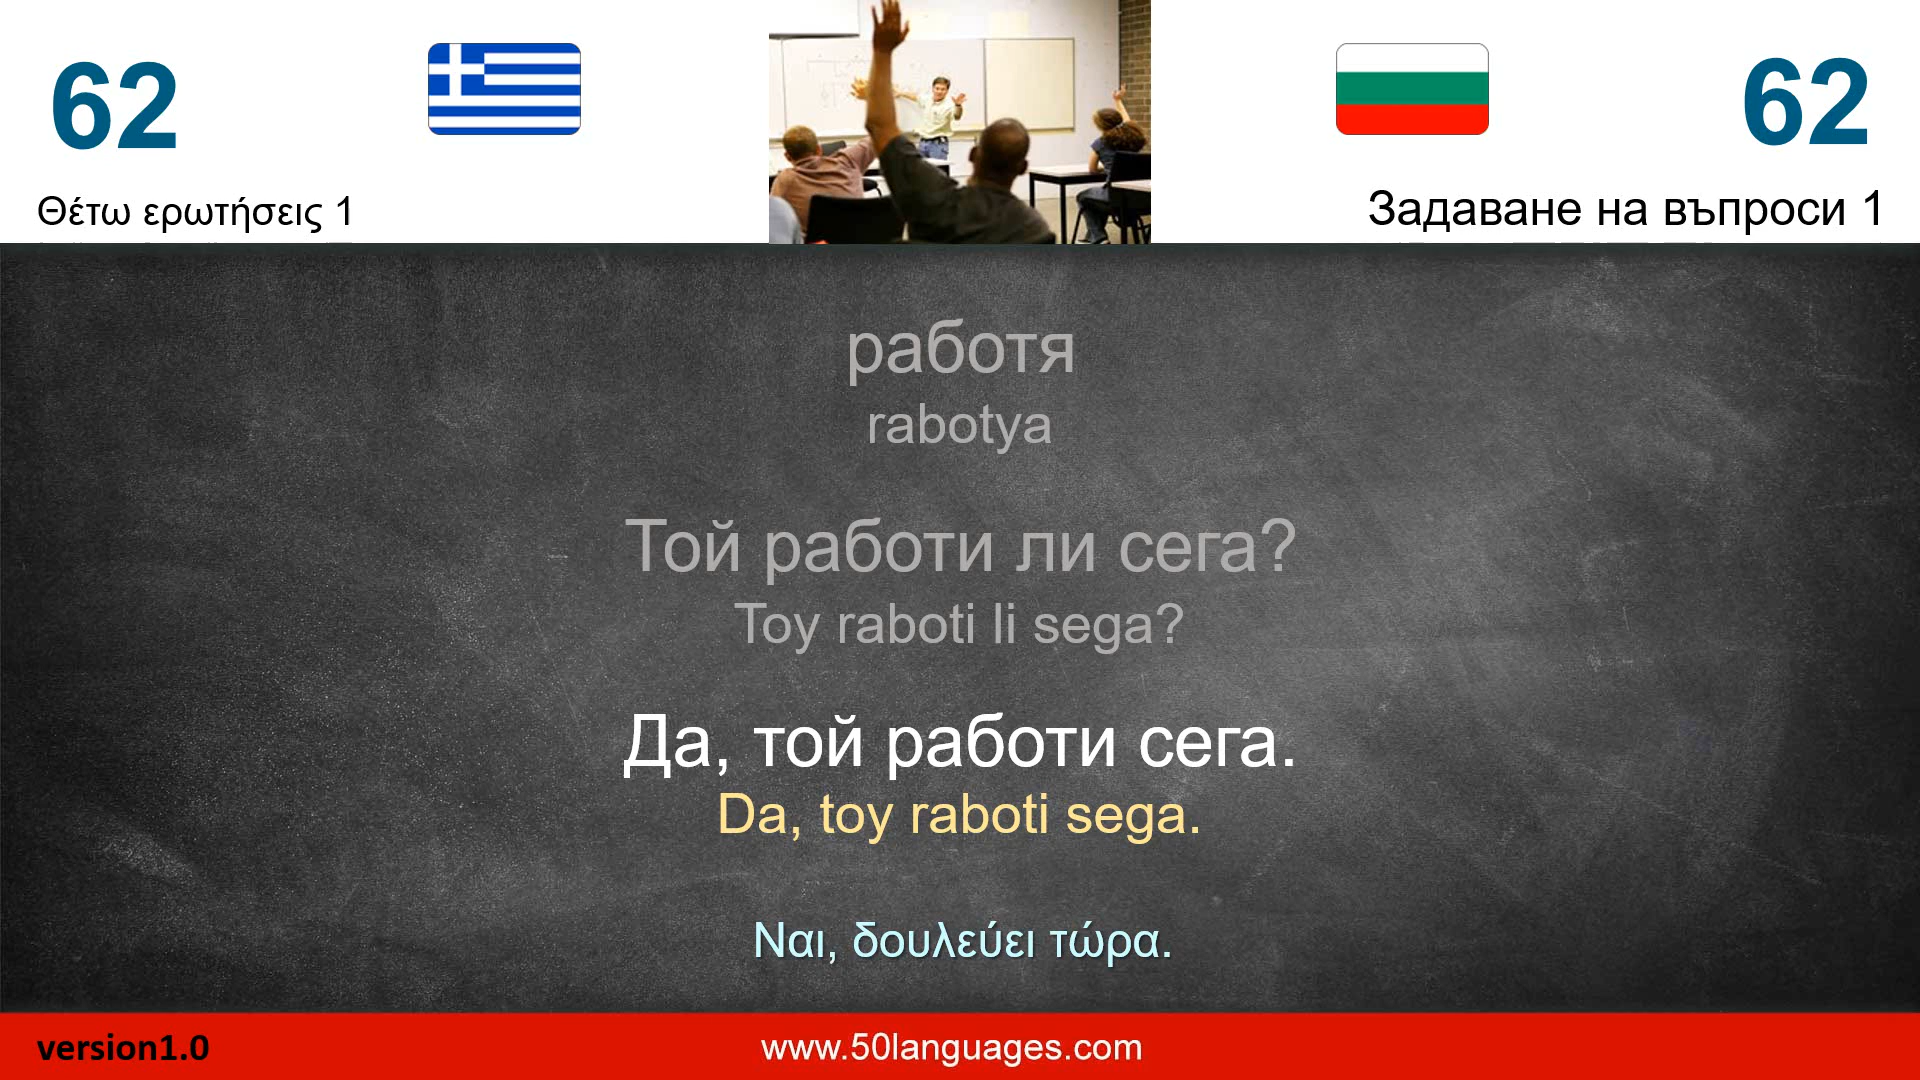 62
62
Θέτω ερωτήσεις 1
Задаване на въпроси 1
работя
rabotya
Той работи ли сега?
Toy raboti li sega?
Да, той работи сега.
Da, toy raboti sega.
Ναι, δουλεύει τώρα.
version1.0
www.50languages.com